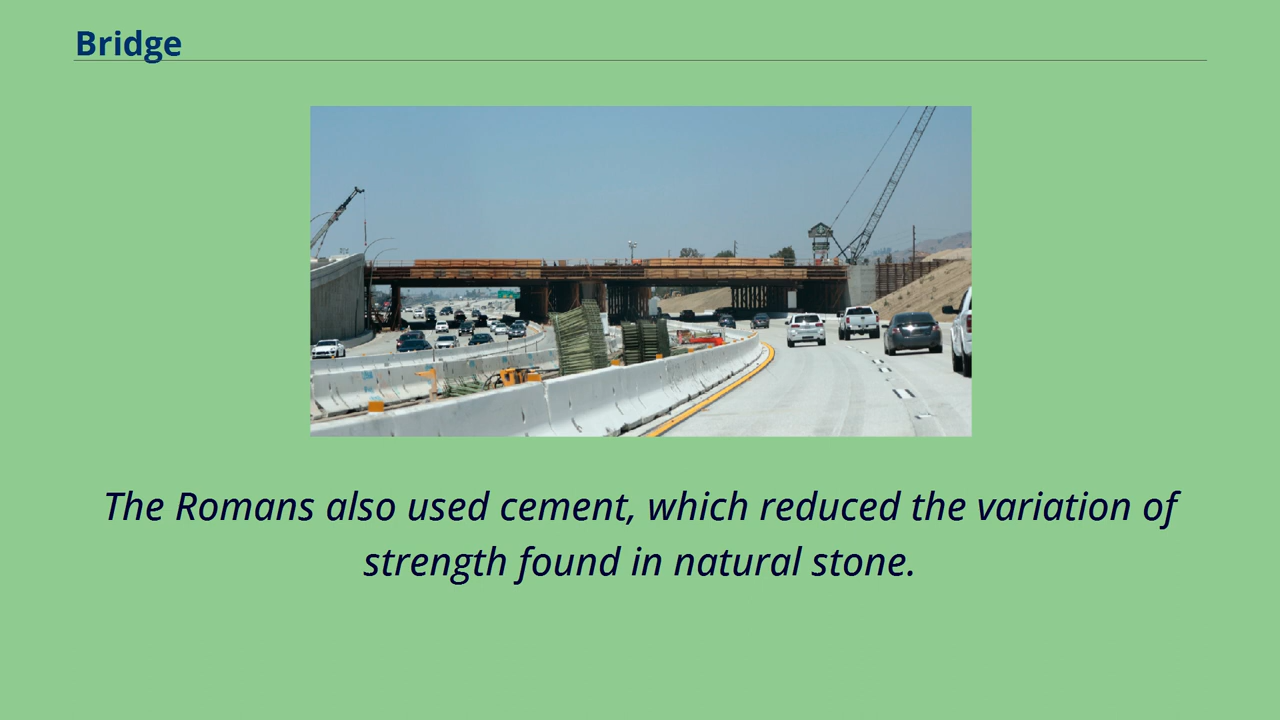 Bridge
The Romans also used cement, which reduced the variation of
strength found in natural stone.